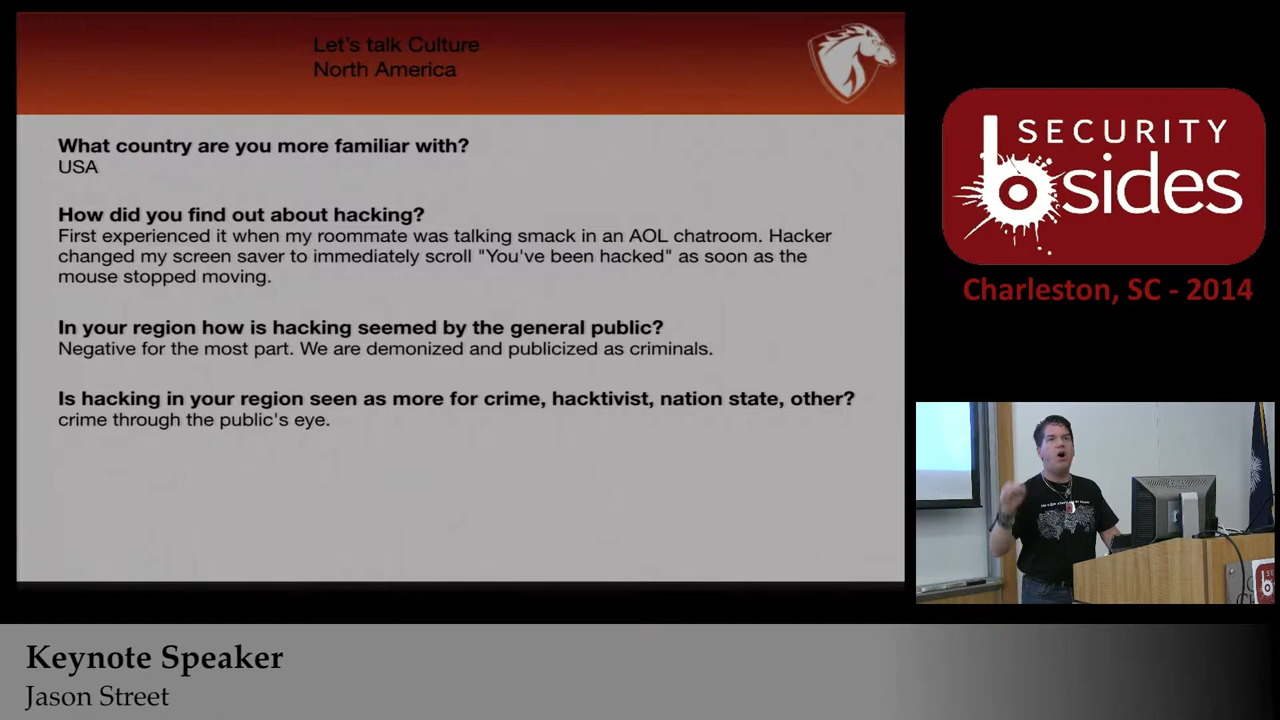 Let's talk Culture
North America
What country are you more familiar with?
USA
How did you find out about hacking?
First experienced it when my roommate was talking smack in an AOL chatroom. Hacker
changed my screen saver to immediately scroll "You've been hacked" as soon as the
mouse stopped moving.
In your region how is hacking seemed by the general public?
Negative for the most part. We are demonized and publicized as criminals.
Is hacking in your region seen as more for crime, hacktivist, nation state, other?
crime through the public's eye.
SECURITY
bsides
Charleston, SC - 2014
Keynote Speaker
Jason Street